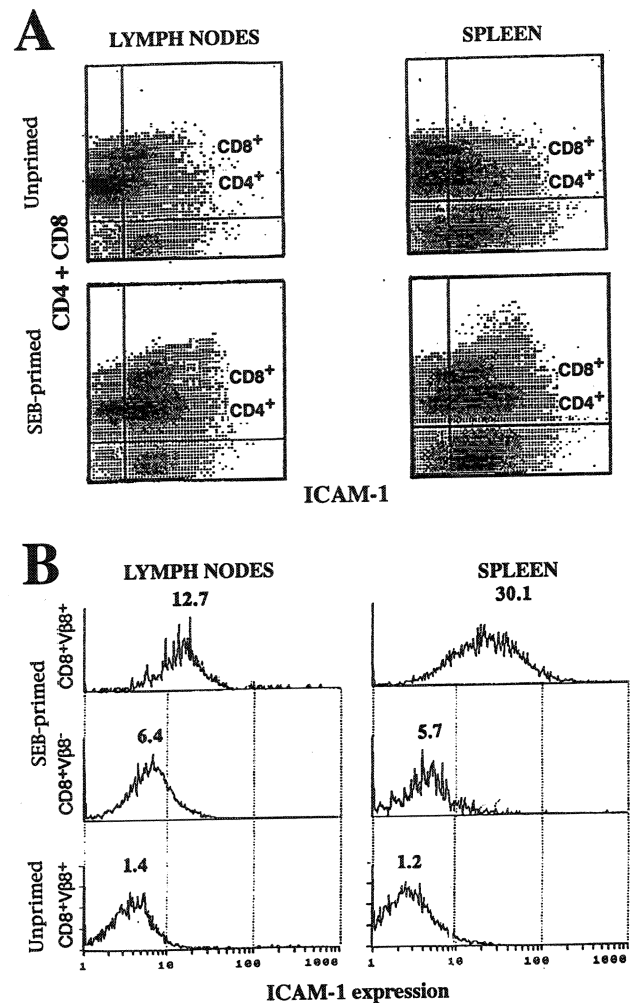 A
LYMPH NODES SPLEEN
Unprimed
CD8+
CD4+
CD8+
CD4+
CD4 + CD8
SEB-primed
CD8+
CD4+
CD8+
CD4+
ICAM-1
B
LYMPH NODES SPLEEN
12.7 30.1
SEB-primed
CD8+Vβ8+
6.4 5.7
CD8+Vβ8-
1.4 1.2
Unprimed
CD8+Vβ8+
1 10 100 1000 1 10 100 1000
ICAM-1 expression